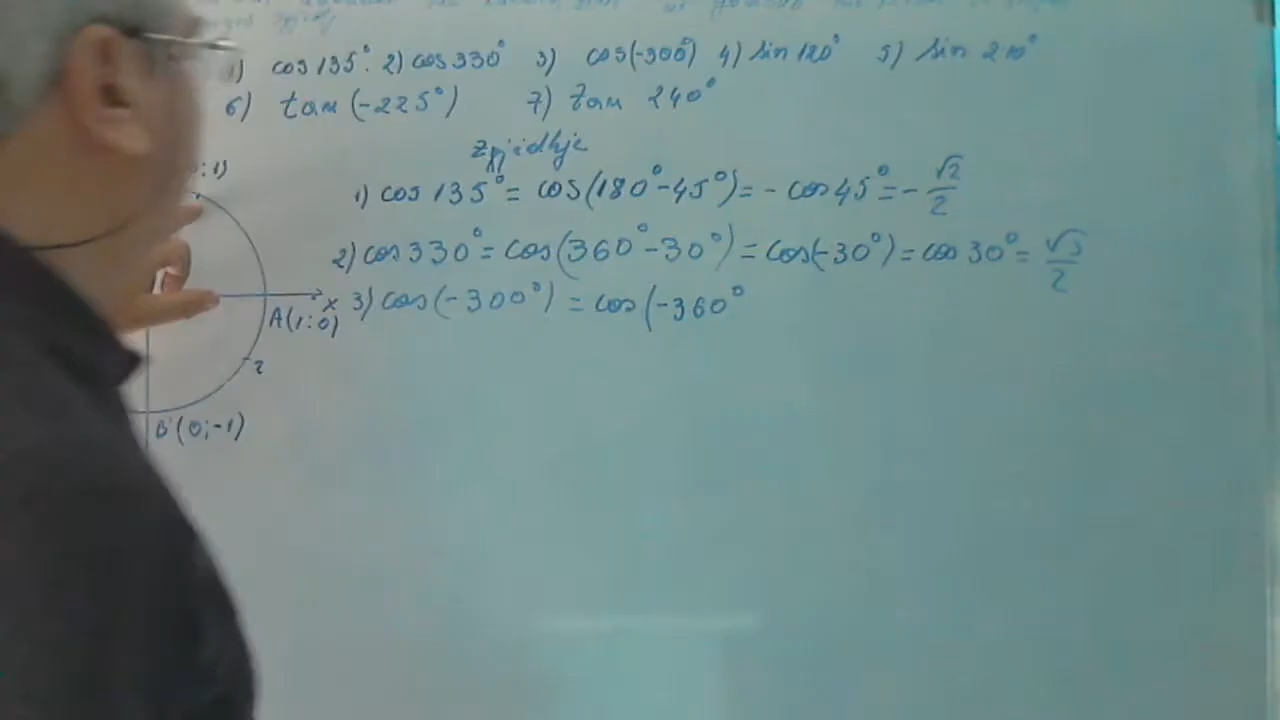 1) cos 135°. 2) cos 330° 3) cos(-300°) 4) sin 120° 5) sin 210°
6) tan (-225°) 7) tan 240°
Zgjidhje
1) cos 135° = cos(180° - 45°) = - cos 45° = - √2/2
2) cos 330° = cos(360° - 30°) = cos(-30°) = cos 30° = √3/2
3) cos(-300°) = cos(-360°
;1)
x
A(1;0)
B'(0;-1)